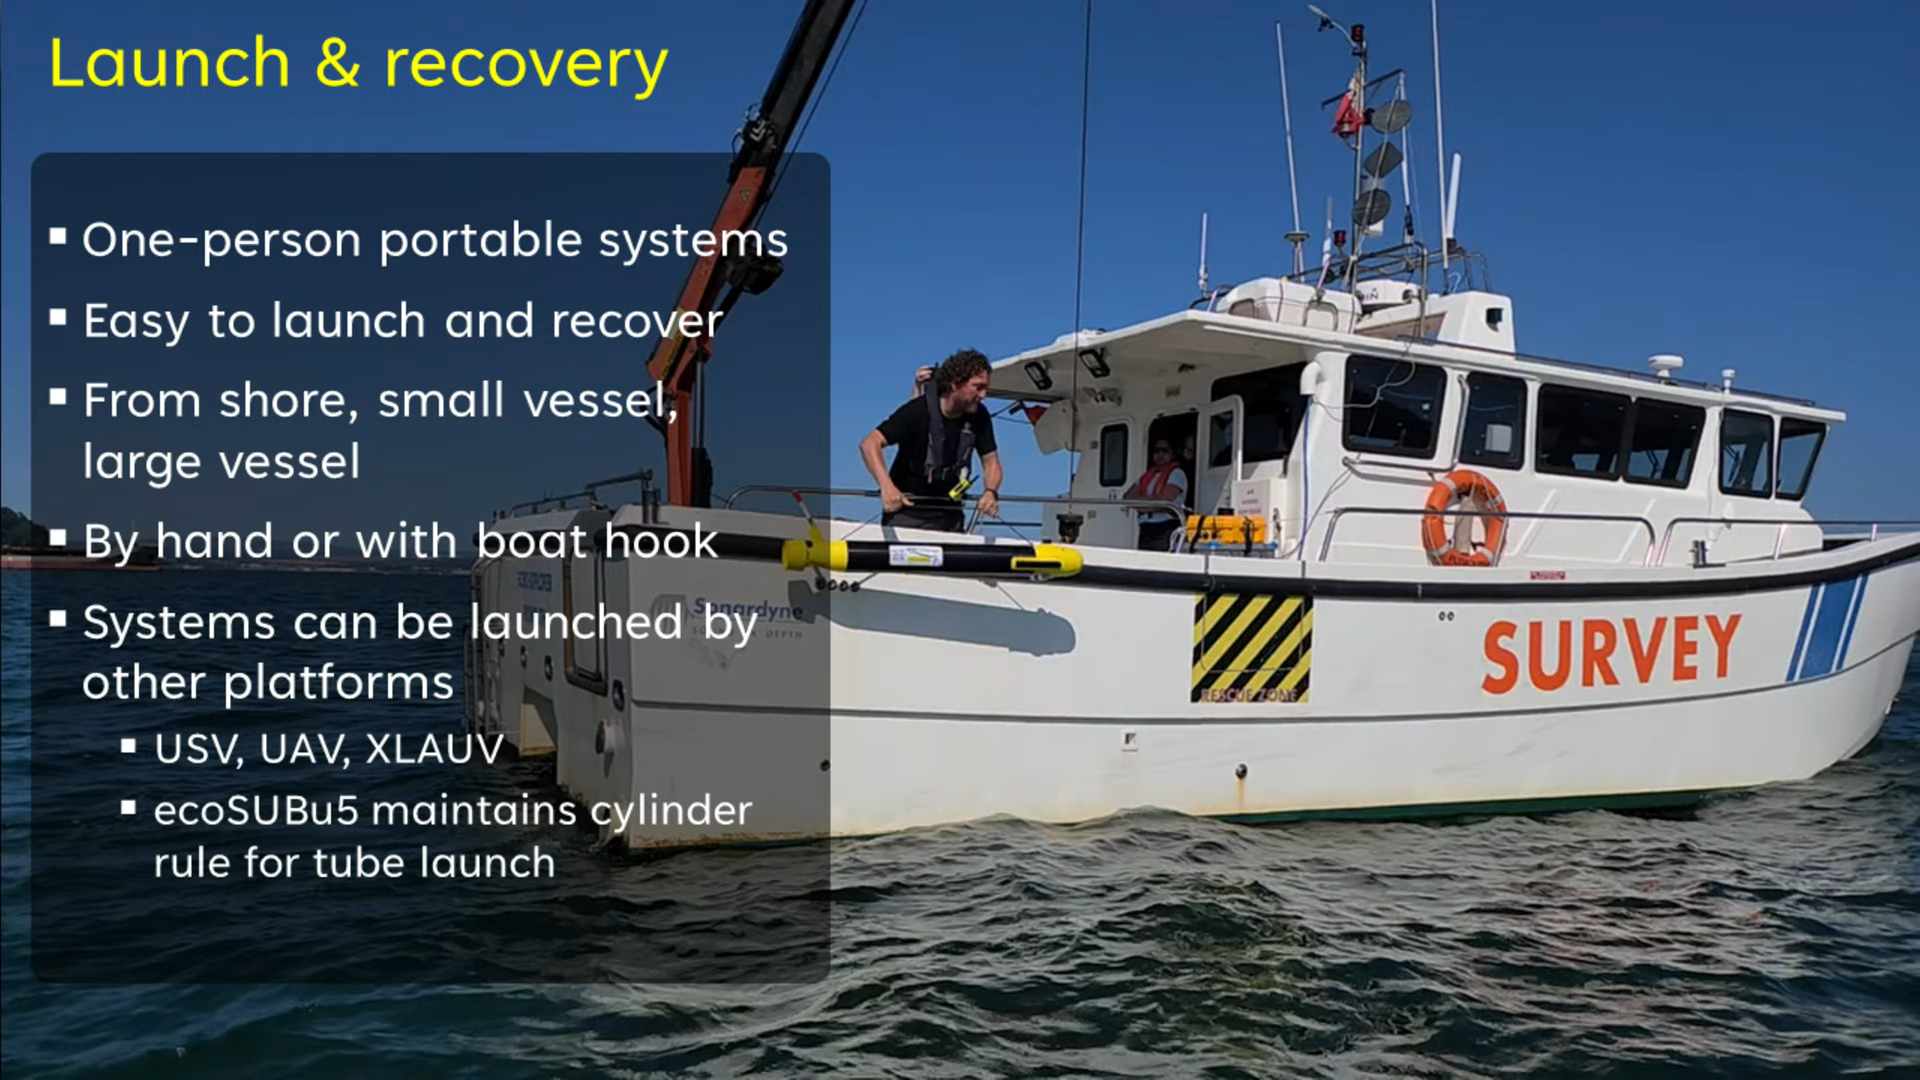 Launch & recovery
▪ One-person portable systems
▪ Easy to launch and recover
▪ From shore, small vessel,
large vessel
▪ By hand or with boat hook
▪ Systems can be launched by
other platforms
▪ USV, UAV, XLAUV
▪ ecoSUBu5 maintains cylinder
rule for tube launch
Sonardyne
DEPTH
RESCUE ZONE
SURVEY